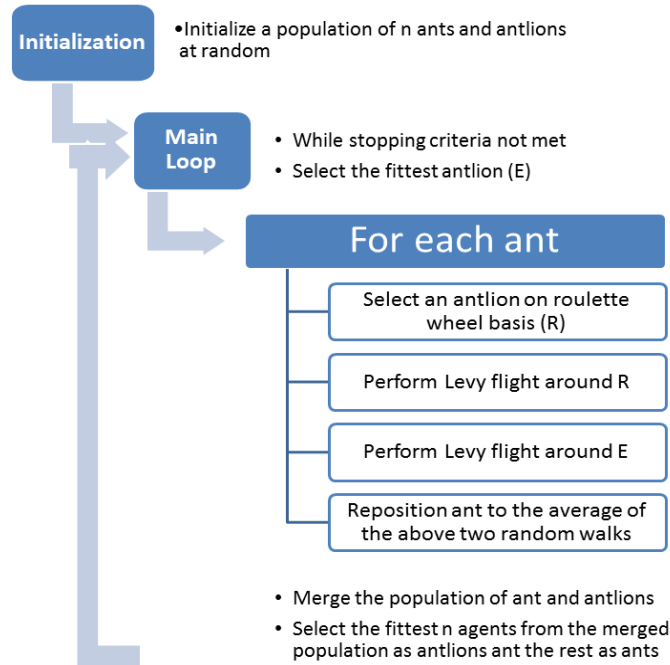 Initialization
•Initialize a population of n ants and antlions
at random
Main
Loop
• While stopping criteria not met
• Select the fittest antlion (E)
For each ant
Select an antlion on roulette
wheel basis (R)
Perform Levy flight around R
Perform Levy flight around E
Reposition ant to the average of
the above two random walks
• Merge the population of ant and antlions
• Select the fittest n agents from the merged
population as antlions ant the rest as ants